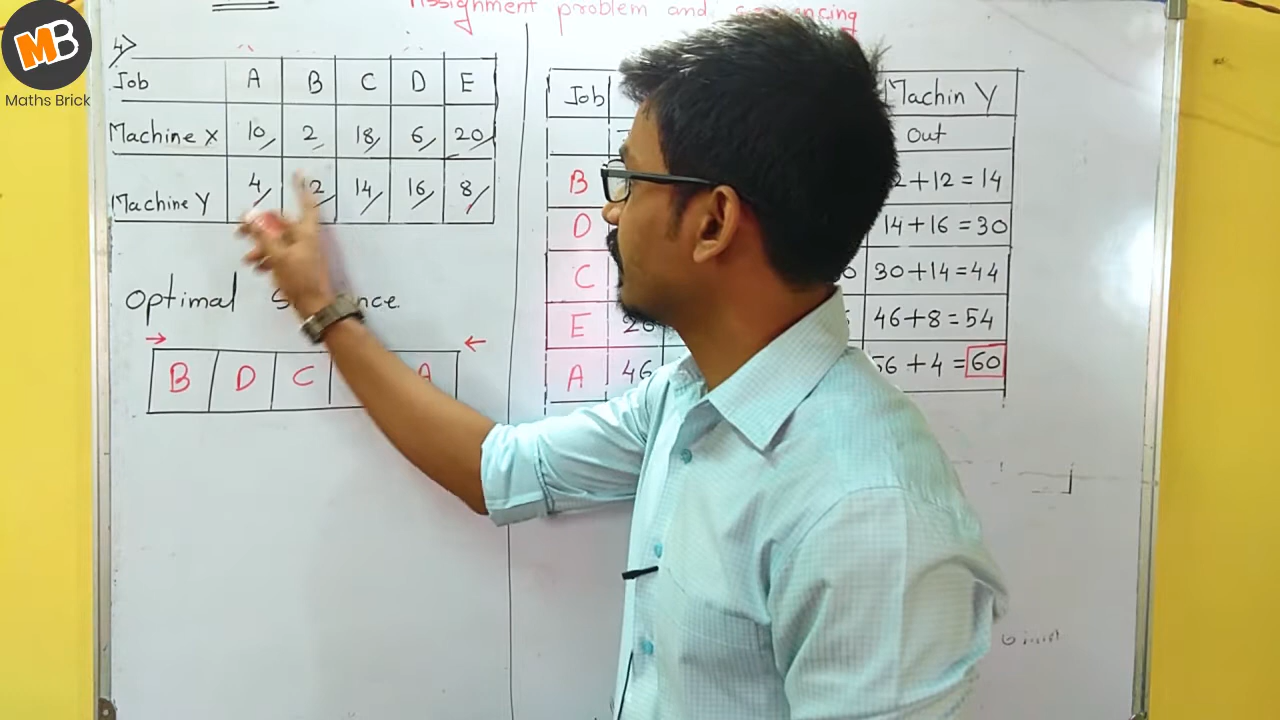 Assignment problem and
MB
Maths Brick
4>
Job A B C D E
Machine X 10 2 18 6 20
Machine Y 4 12 14 16 8
Optimal
B D C A
Job Machin Y
Out
B 2+12=14
D 14+16=30
C 30+14=44
E 26 46+8=54
A 46 56+4=60